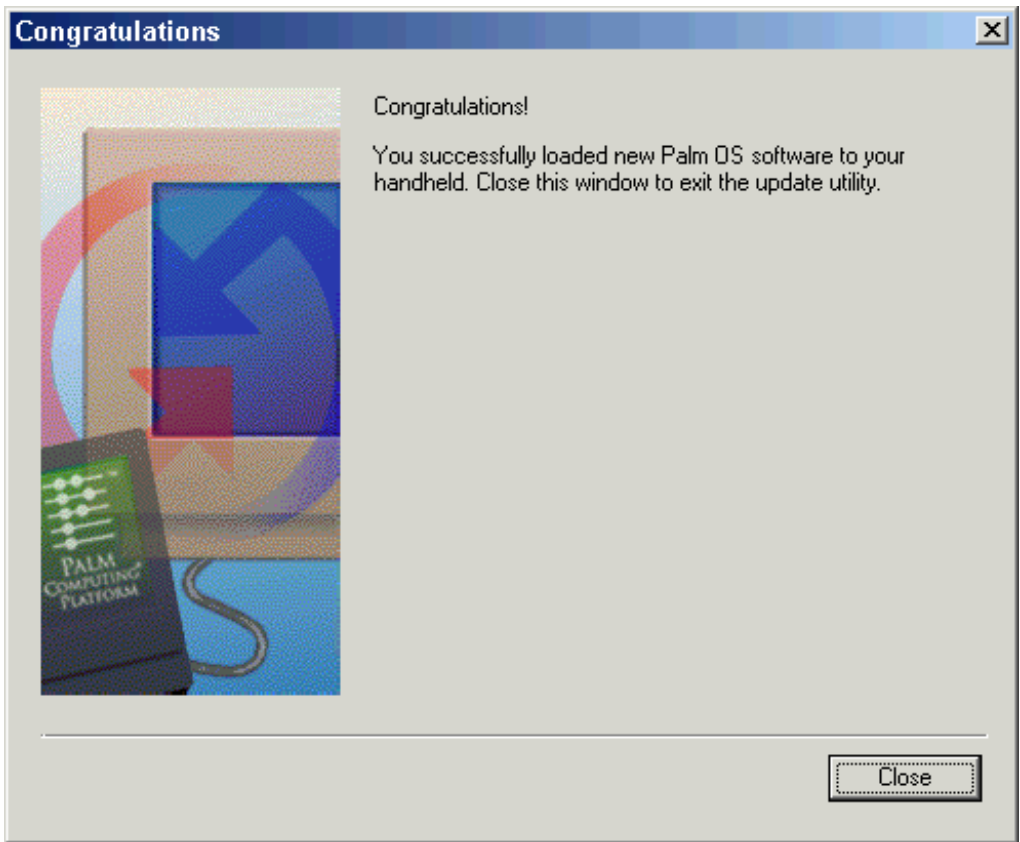 Congratulations
Congratulations!
You successfully loaded new Palm OS software to your
handheld. Close this window to exit the update utility.
PALM
COMPUTING
PLATFORM
Close